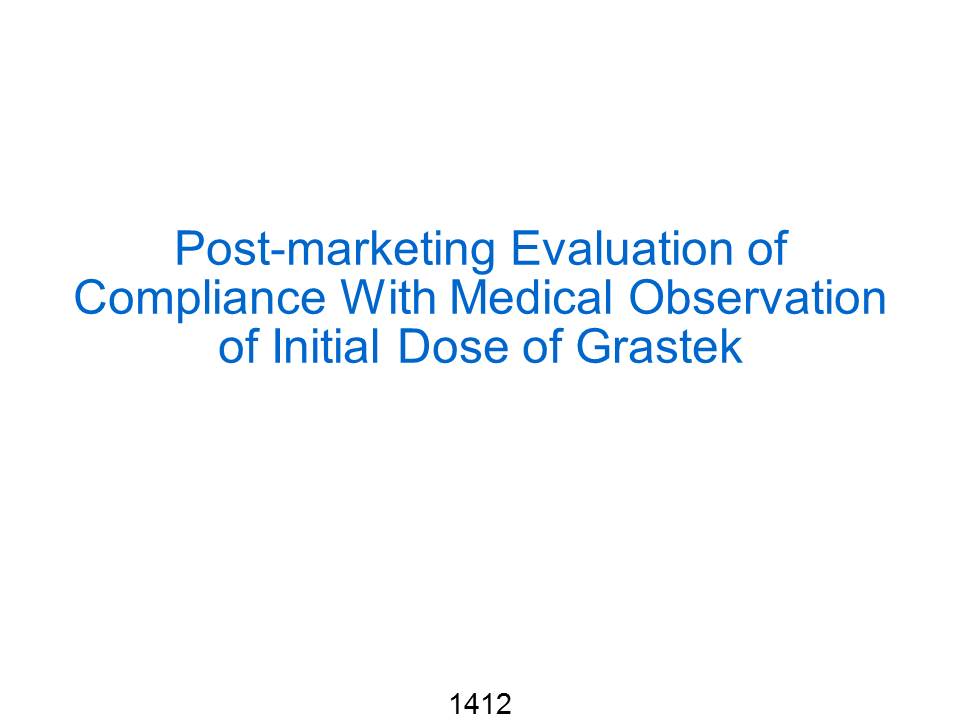 Post-marketing Evaluation of
Compliance With Medical Observation
of Initial Dose of Grastek
1412